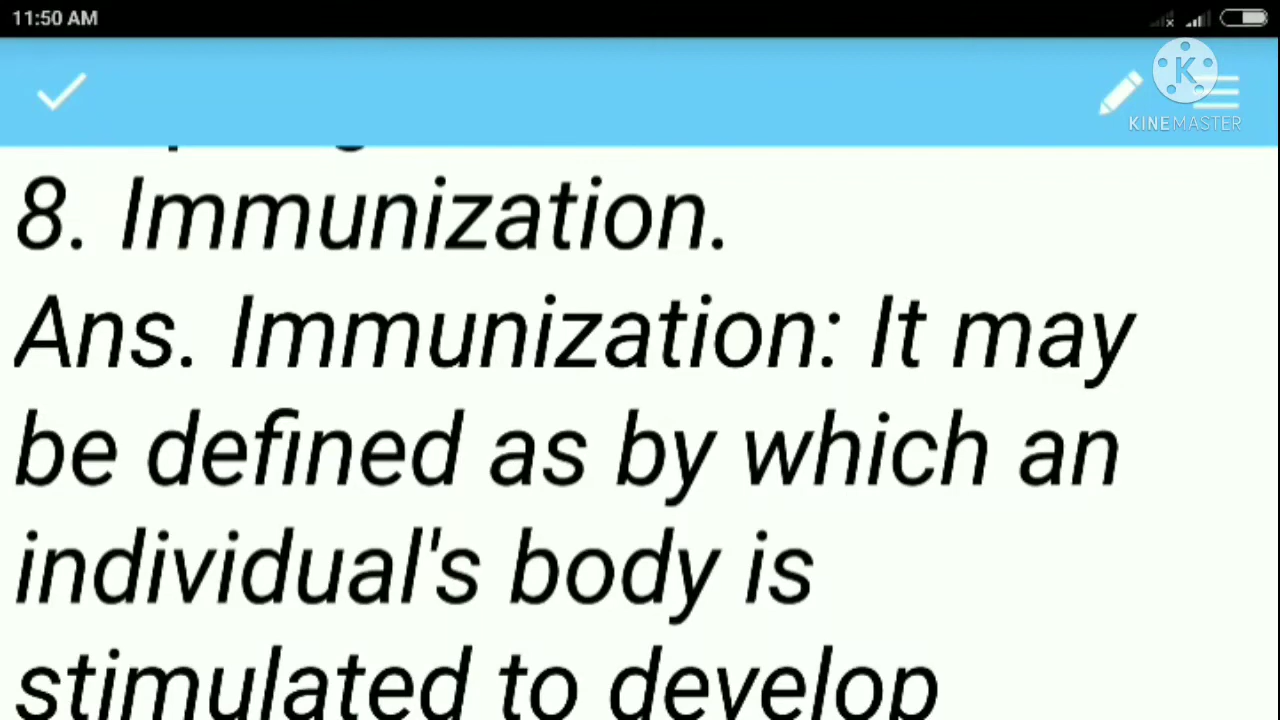 11:50 AM
KINEMASTER
8. Immunization.
Ans. Immunization: It may
be defined as by which an
individual's body is
stimulated to develop